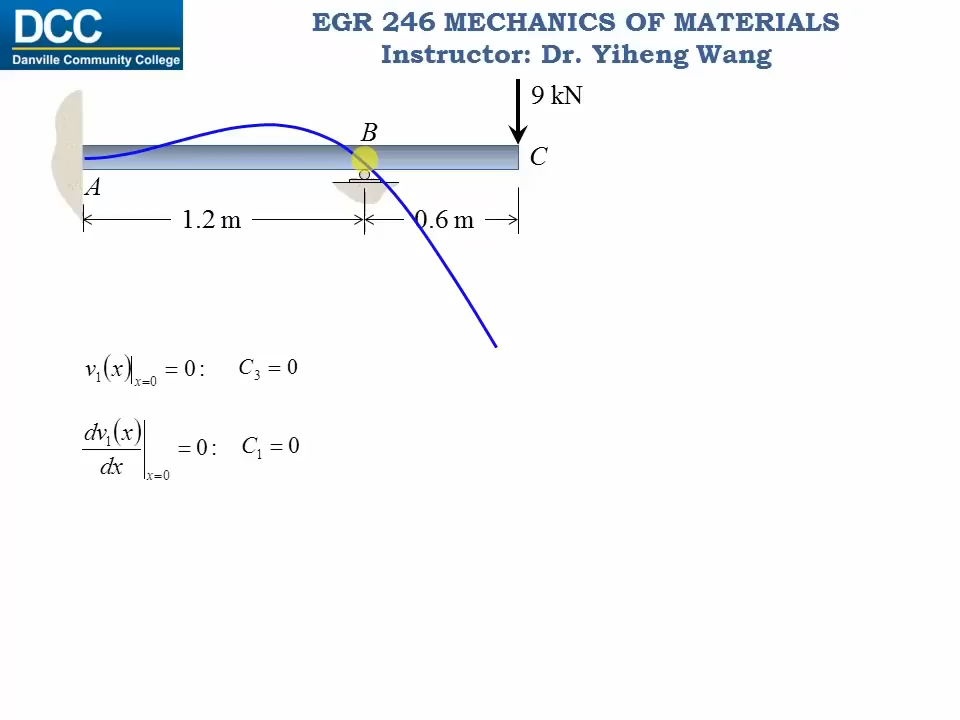 DCC
Danville Community College
EGR 246 MECHANICS OF MATERIALS
Instructor: Dr. Yiheng Wang
9 kN
B
C
A
1.2 m
0.6 m
v₁(x)|ₓ₌₀ = 0 : C₃ = 0
dv₁(x)/dx|ₓ₌₀ = 0 : C₁ = 0